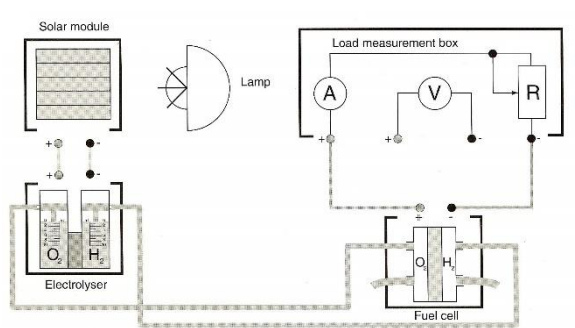 Solar module
Load measurement box
Lamp
A
V
R
+ -
+ -
+ + - -
+ -
O2 H2
O2 H2
Electrolyser
Fuel cell